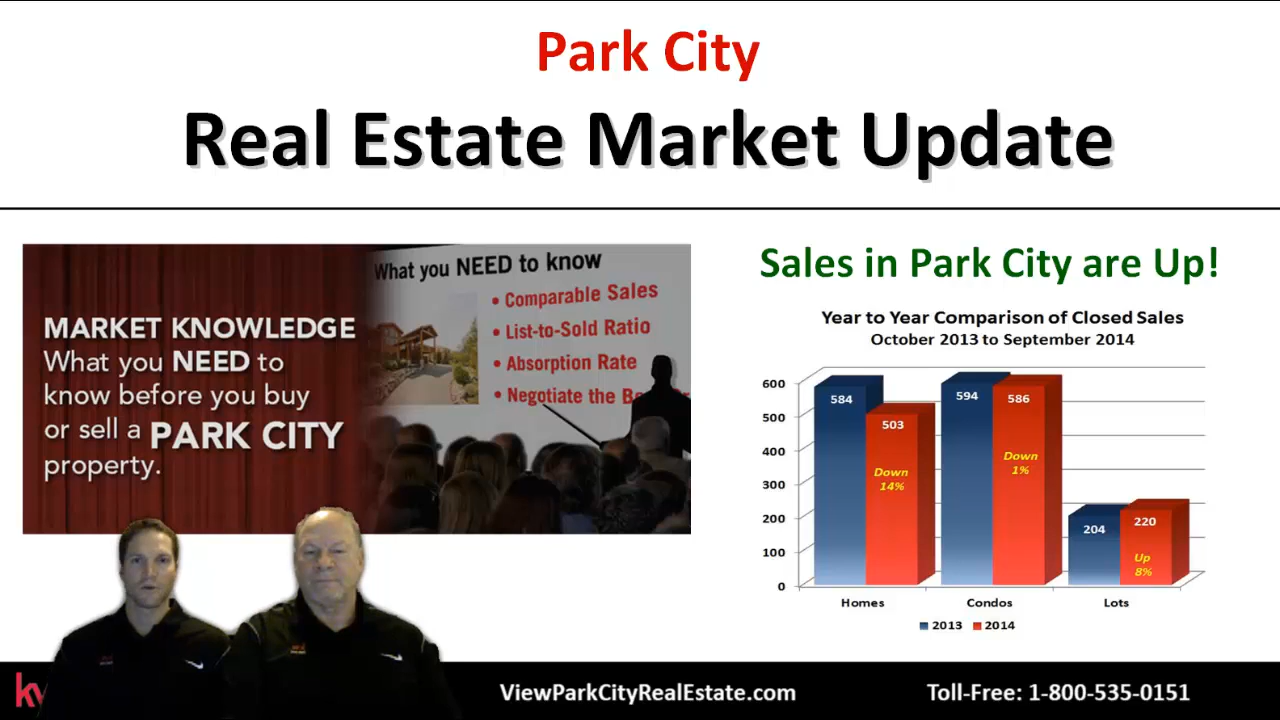 Park City
Real Estate Market Update
MARKET KNOWLEDGE
What you NEED to
know before you buy
or sell a PARK CITY
property.
What you NEED to know
• Comparable Sales
• List-to-Sold Ratio
• Absorption Rate
• Negotiate the
Sales in Park City are Up!
Year to Year Comparison of Closed Sales
October 2013 to September 2014
600
500
400
300
200
100
0
584
503
Down
14%
594
586
Down
1%
204
220
Up
8%
Homes Condos Lots
2013 2014
kw
ViewParkCityRealEstate.com
Toll-Free: 1-800-535-0151